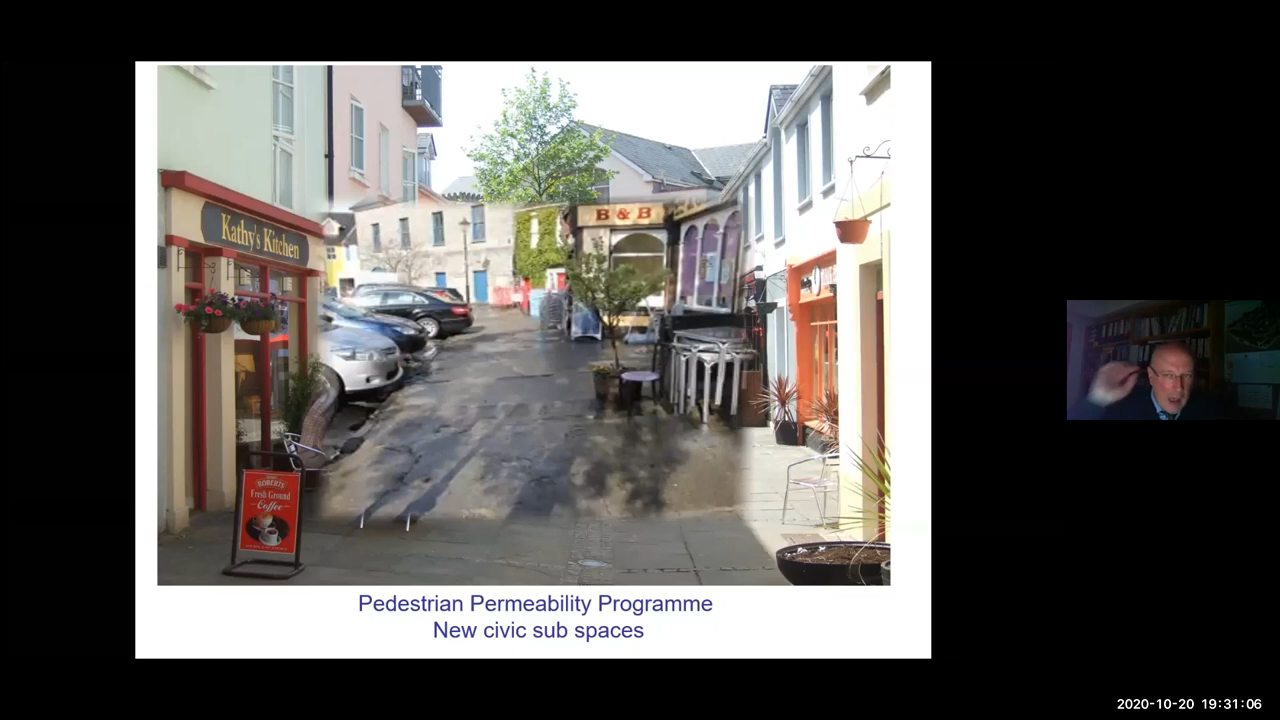 Kathy's Kitchen
B & B
ROBERTS
Fresh Ground
Coffee
Pedestrian Permeability Programme
New civic sub spaces
2020-10-20 19:31:06